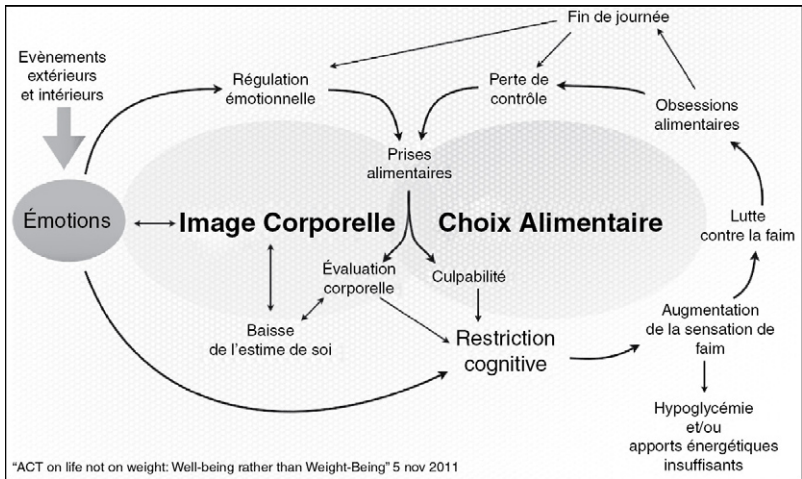 Fin de journée
Evènements
extérieurs
et intérieurs
Régulation
émotionnelle
Perte de
contrôle
Obsessions
alimentaires
Prises
alimentaires
Émotions
Image Corporelle
Choix Alimentaire
Lutte
contre la faim
Évaluation
corporelle
Culpabilité
Baisse
de l'estime de soi
Restriction
cognitive
Augmentation
de la sensation de
faim
Hypoglycémie
et/ou
apports énergétiques
insuffisants
"ACT on life not on weight: Well-being rather than Weight-Being" 5 nov 2011